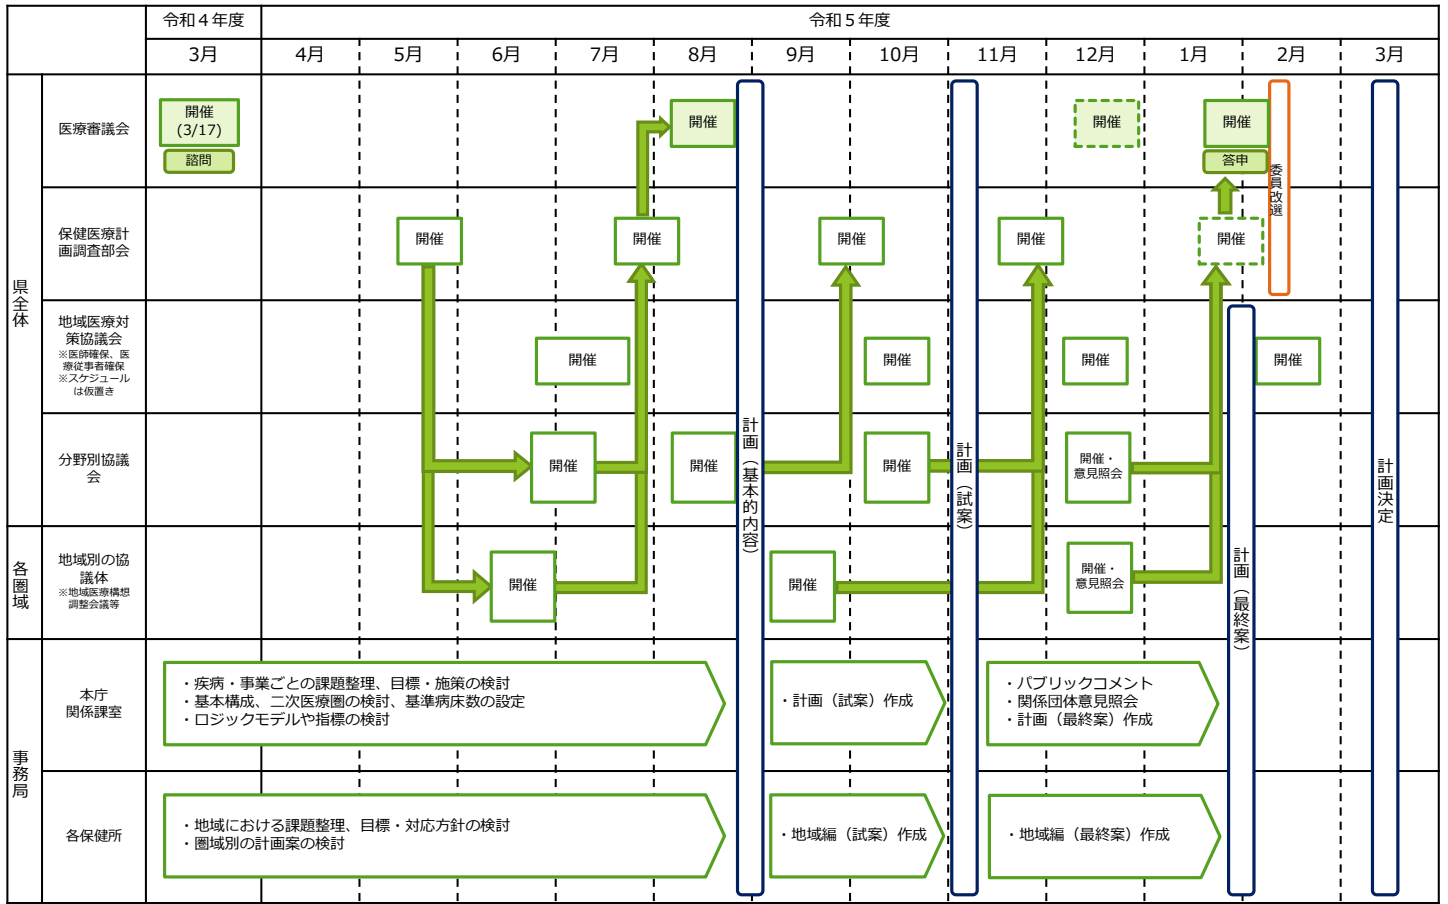 令和４年度
令和５年度
3月
4月
5月
6月
7月
8月
9月
10月
11月
12月
1月
2月
3月
県全体
医療審議会
開催
(3/17)
諮問
開催
開催
開催
答申
委員改選
保健医療計
画調査部会
開催
開催
開催
開催
開催
地域医療対
策協議会
※医師確保、医
療従事者確保
※スケジュール
は仮置き
開催
開催
開催
開催
分野別協議
会
開催
開催
開催
開催・
意見照会
計画（基本的内容）
計画（試案）
計画（最終案）
計画決定
各圏域
地域別の協
議体
※地域医療構想
調整会議等
開催
開催
開催・
意見照会
事務局
本庁
関係課室
・疾病・事業ごとの課題整理、目標・施策の検討
・基本構成、二次医療圏の検討、基準病床数の設定
・ロジックモデルや指標の検討
・計画（試案）作成
・パブリックコメント
・関係団体意見照会
・計画（最終案）作成
各保健所
・地域における課題整理、目標・対応方針の検討
・圏域別の計画案の検討
・地域編（試案）作成
・地域編（最終案）作成